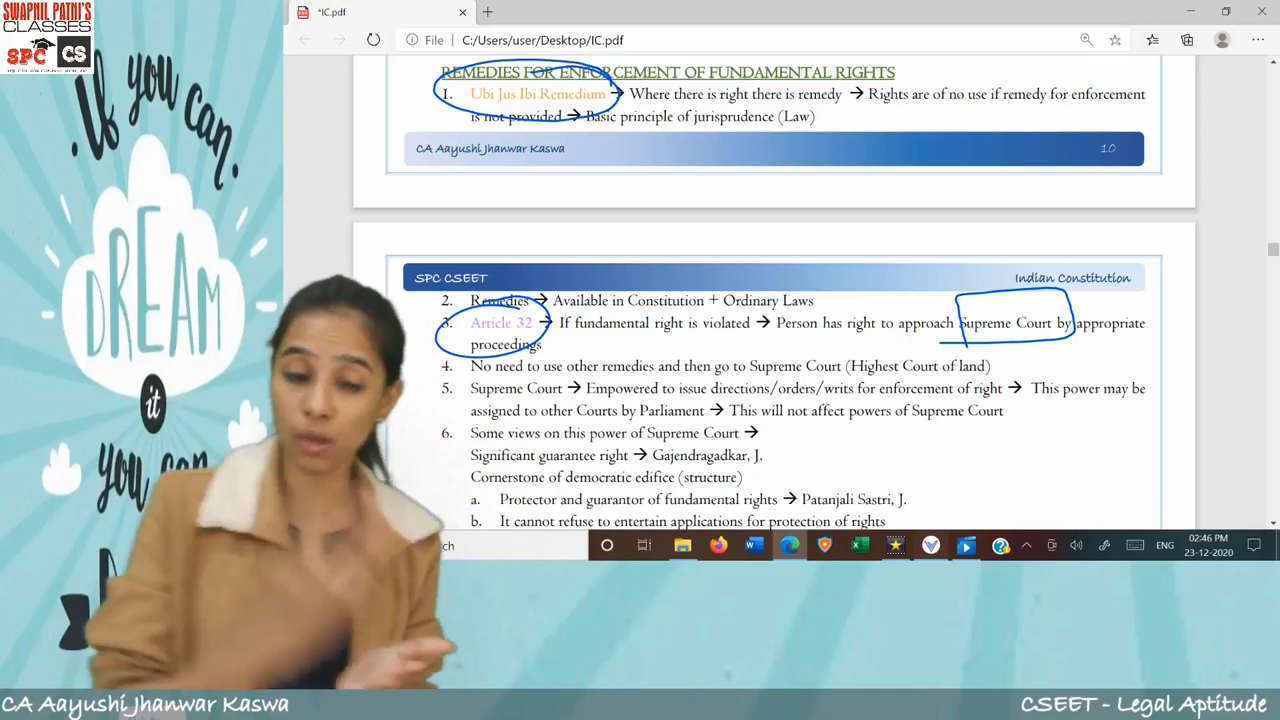 SWAPNIL PATNI'S
CLASSES
SPC CS
If you can
DREAM
it
you can
*IC.pdf
File C:/Users/user/Desktop/IC.pdf
REMEDIES FOR ENFORCEMENT OF FUNDAMENTAL RIGHTS
1. Ubi Jus Ibi Remedium → Where there is right there is remedy → Rights are of no use if remedy for enforcement
is not provided → Basic principle of jurisprudence (Law)
CA Aayushi Jhanwar Kaswa 10
SPC CSEET Indian Constitution
2. Remedies → Available in Constitution + Ordinary Laws
3. Article 32 → If fundamental right is violated → Person has right to approach Supreme Court by appropriate
proceedings
4. No need to use other remedies and then go to Supreme Court (Highest Court of land)
5. Supreme Court → Empowered to issue directions/orders/writs for enforcement of right → This power may be
assigned to other Courts by Parliament → This will not affect powers of Supreme Court
6. Some views on this power of Supreme Court →
Significant guarantee right → Gajendragadkar, J.
Cornerstone of democratic edifice (structure)
a. Protector and guarantor of fundamental rights → Patanjali Sastri, J.
b. It cannot refuse to entertain applications for protection of rights
rch
ENG
02:46 PM
23-12-2020
CA Aayushi Jhanwar Kaswa
CSEET - Legal Aptitude